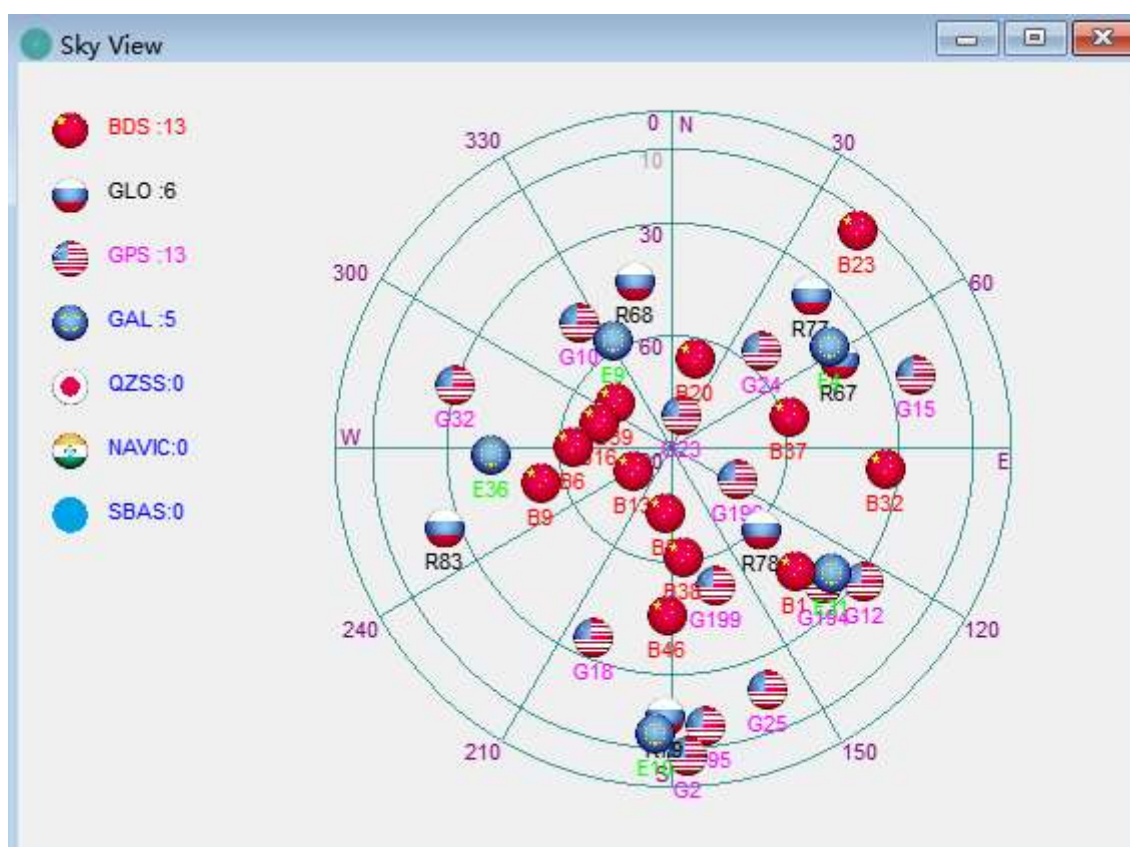 Sky View
BDS :13
GLO :6
GPS :13
GAL :5
QZSS:0
NAVIC:0
SBAS:0
0 N
10
330
30
30
B23
300
60
R68
R77
G10
60
E9
B20
G24
R67
G15
G32
B37
W
E
B6
E36
B13
B32
B9
R83
R78
B38
B1
G12
G199
240
120
B46
G18
G25
210
150
S
G2